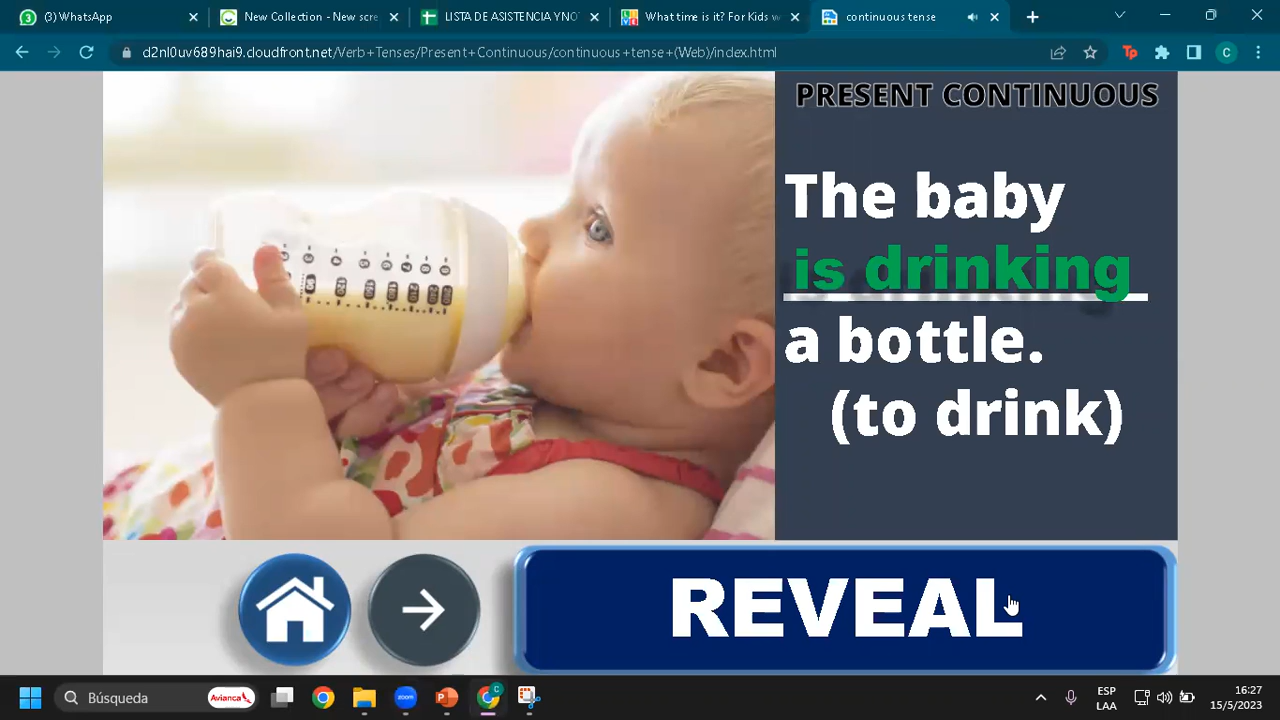 (3) WhatsApp
New Collection - New scre
LISTA DE ASISTENCIA YNO
What time is it? For Kids w
continuous tense
d2nl0uv689hai9.cloudfront.net/Verb+Tenses/Present+Continuous/continuous+tense+(Web)/index.html
PRESENT CONTINUOUS
The baby
is drinking
a bottle.
(to drink)
REVEAL
Búsqueda
Avianca
ESP
LAA
16:27
15/5/2023